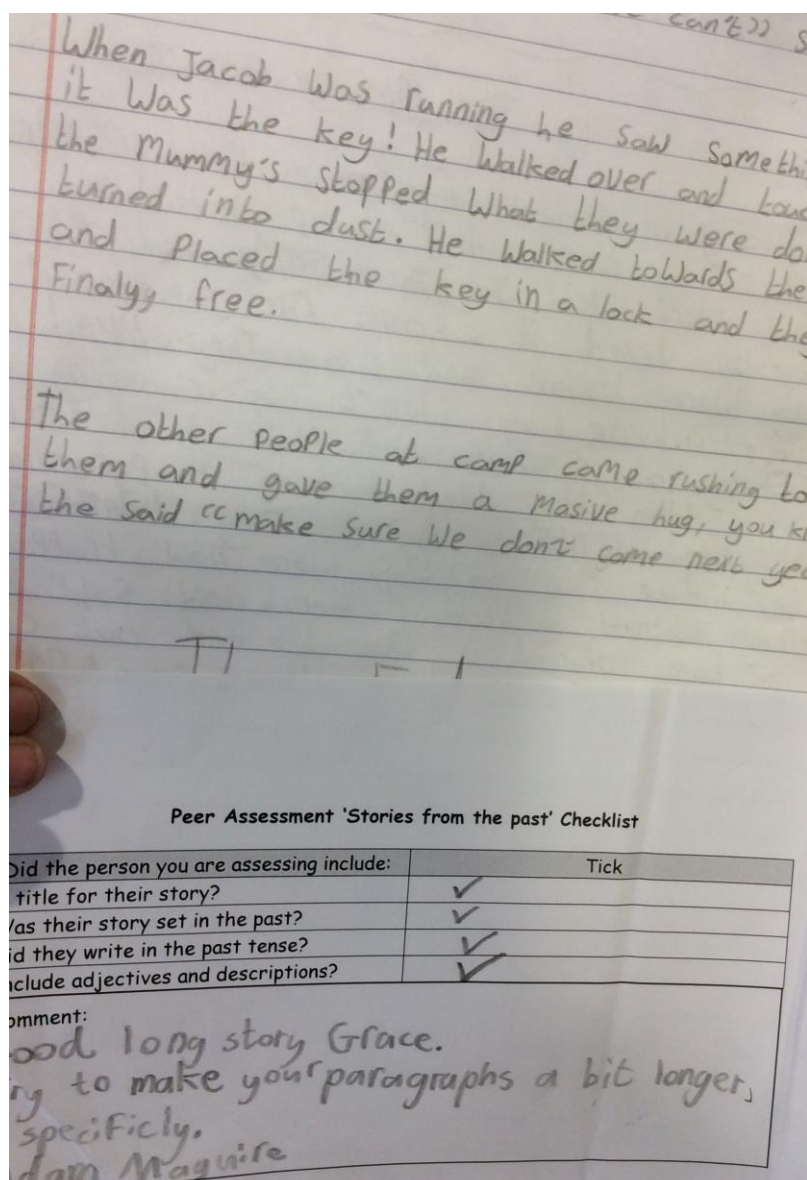 can't)) s
When Jacob was running he saw somethi
it was the key! He walked over and tou
the Mummy's stopped what they were do
turned into dust. He walked towards the
and placed the key in a lock and the
Finaly, free.
The other people at camp came rushing to
them and gave them a masive hug, you k
the said "make sure we don't come next yea
Peer Assessment 'Stories from the past' Checklist
Did the person you are assessing include:
Tick
title for their story?
as their story set in the past?
id they write in the past tense?
nclude adjectives and descriptions?
omment:
ood long story Grace.
ry to make your paragraphs a bit longer,
specificly.
dam Maguire